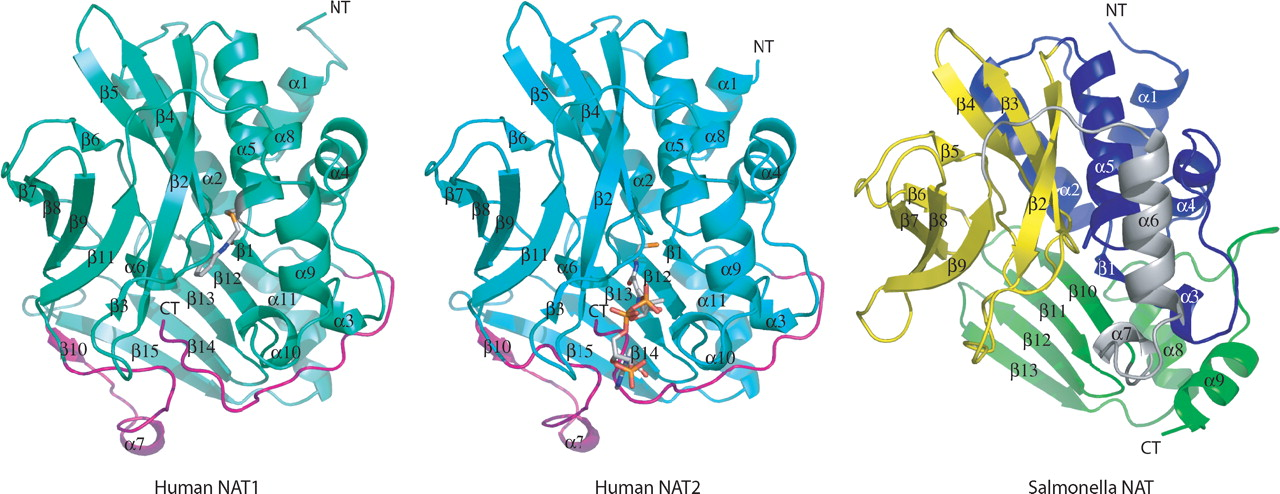 NT
α1
β5
β4
α8
β6
α5
α4
β7
β2
α2
β8
β9
β1
β11
α6
β12
α9
β13
α11
β3
CT
α3
β10
β15
β14
α10
α7
Human NAT1
NT
α1
β5
β4
α8
β6
α5
α4
β7
α2
β8
β2
β9
β1
β11
α6
β12
α9
β13
α11
β3
CT
α3
β10
β15
β14
α10
α7
Human NAT2
NT
β4
β3
α1
β5
α5
α2
β6
β2
α6
α4
β7
β8
β9
β1
β10
α3
β11
β12
α7
α8
β13
α9
CT
Salmonella NAT